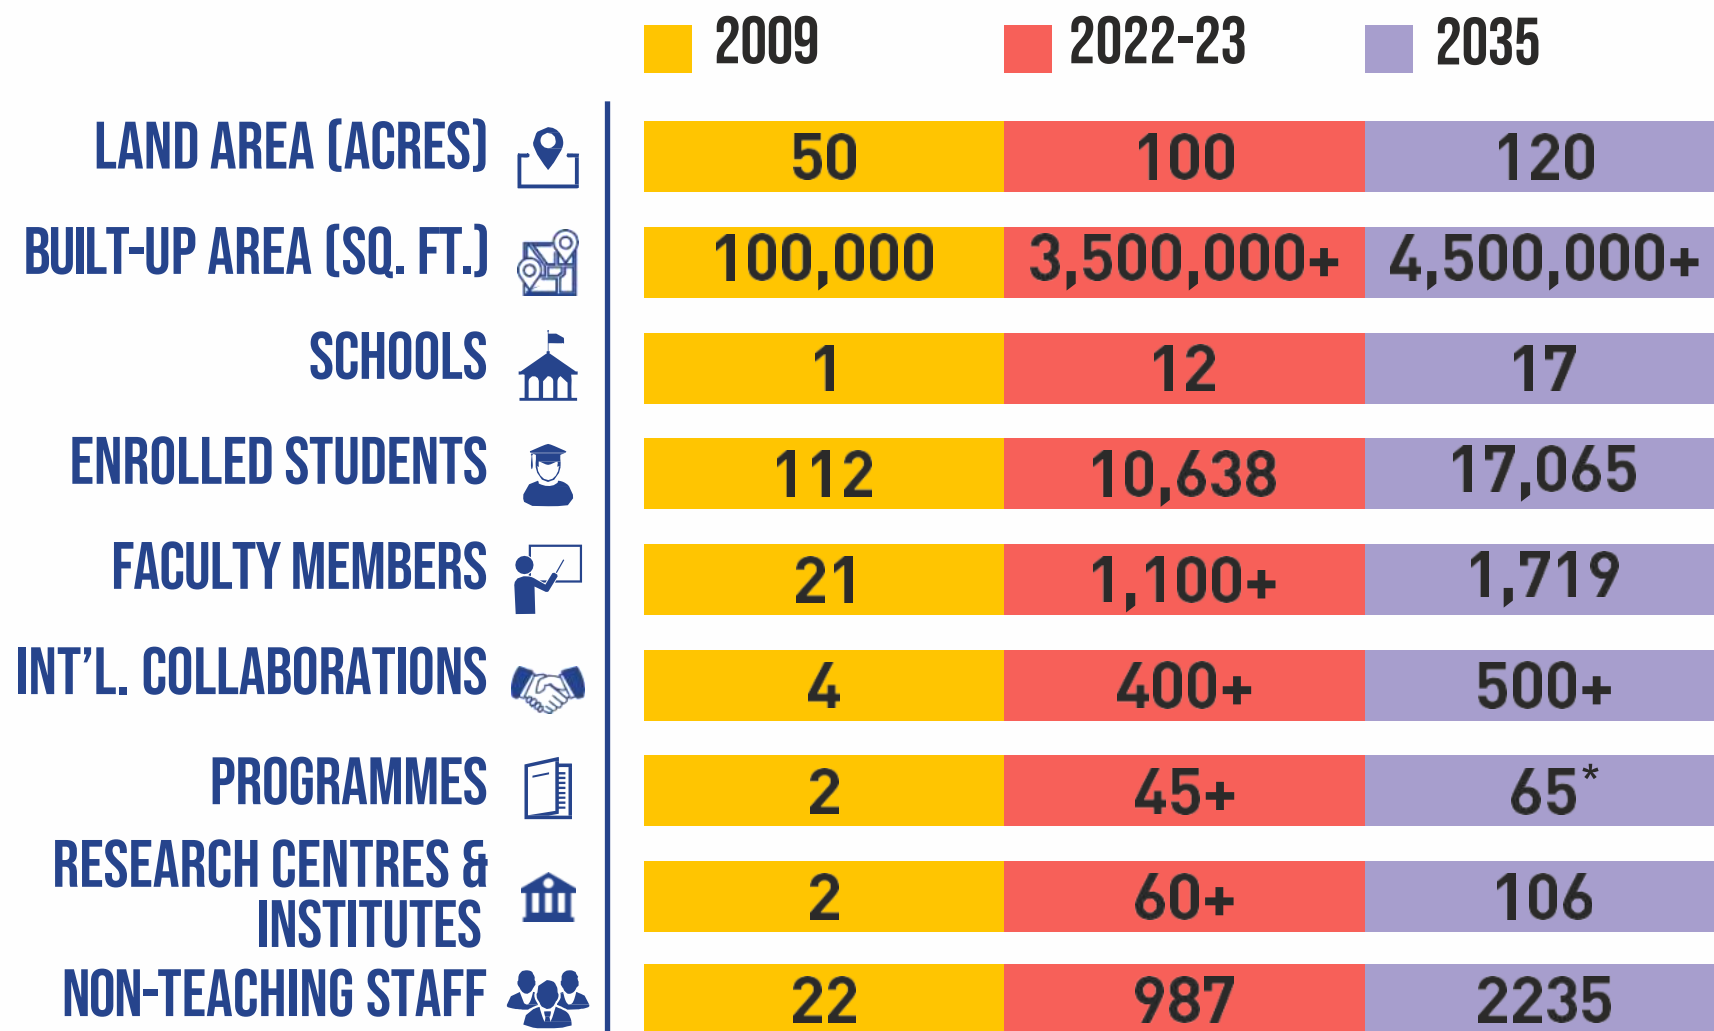 2009 2022-23 2035
LAND AREA (ACRES) 50 100 120
BUILT-UP AREA (SQ. FT.) 100,000 3,500,000+ 4,500,000+
SCHOOLS 1 12 17
ENROLLED STUDENTS 112 10,638 17,065
FACULTY MEMBERS 21 1,100+ 1,719
INT'L. COLLABORATIONS 4 400+ 500+
PROGRAMMES 2 45+ 65*
RESEARCH CENTRES &
INSTITUTES 2 60+ 106
NON-TEACHING STAFF 22 987 2235